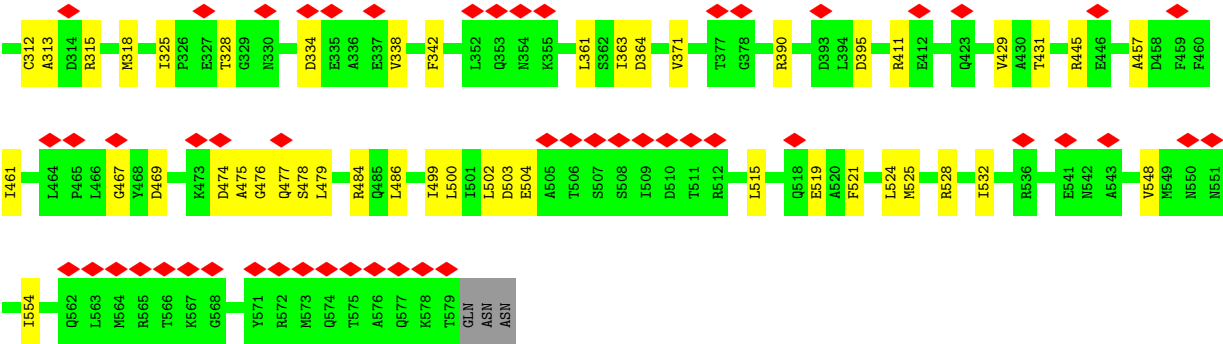 C312 A313 D314 R315 M318 I325 P326 E327 T328 G329 N330 D334 E335 A336 E337 V338 F342 L352 Q353 N354 K355 L361 S362 I363 D364 V371 T377 G378 R390 D393 L394 D395 R411 E412 Q423 V429 A430 T431 R445 E446 A457 D458 F459 F460
I461 L464 P465 L466 G467 Y468 D469 K473 D474 A475 G476 Q477 S478 L479 R484 Q485 L486 I499 L500 I501 L502 D503 E504 A505 T506 S507 S508 I509 D510 T511 R512 L515 Q518 E519 A520 F521 L524 M525 R528 I532 R536 E541 N542 A543 V548 M549 N550 N551
I554 Q562 L563 M564 R565 T566 K567 G568 Y571 R572 M573 Q574 T575 A576 Q577 K578 T579 GLN ASN ASN